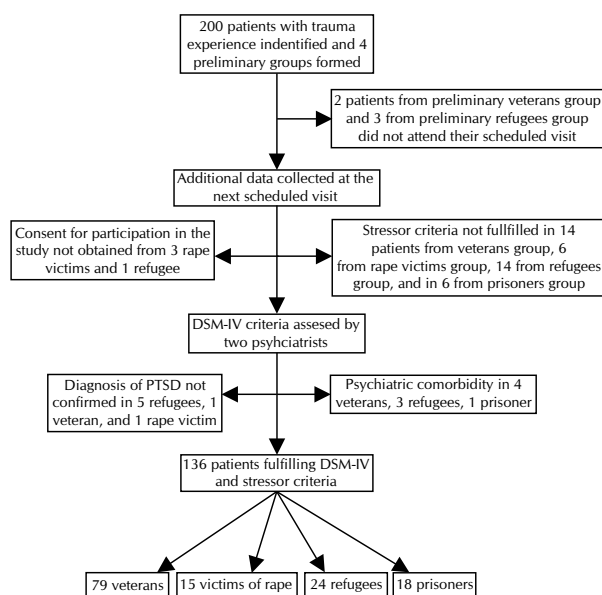 200 patients with trauma
experience indentified and 4
preliminary groups formed
2 patients from preliminary veterans group
and 3 from preliminary refugees group
did not attend their scheduled visit
Additional data collected at the
next scheduled visit
Consent for participation in the
study not obtained from 3 rape
victims and 1 refugee
Stressor criteria not fullfilled in 14
patients from veterans group, 6
from rape victims group, 14 from refugees
group, and in 6 from prisoners group
DSM-IV criteria assesed by
two psyhciatrists
Diagnosis of PTSD not
confirmed in 5 refugees, 1
veteran, and 1 rape victim
Psychiatric comorbidity in 4
veterans, 3 refugees, 1 prisoner
136 patients fulfilling DSM-IV
and stressor criteria
79 veterans
15 victims of rape
24 refugees
18 prisoners